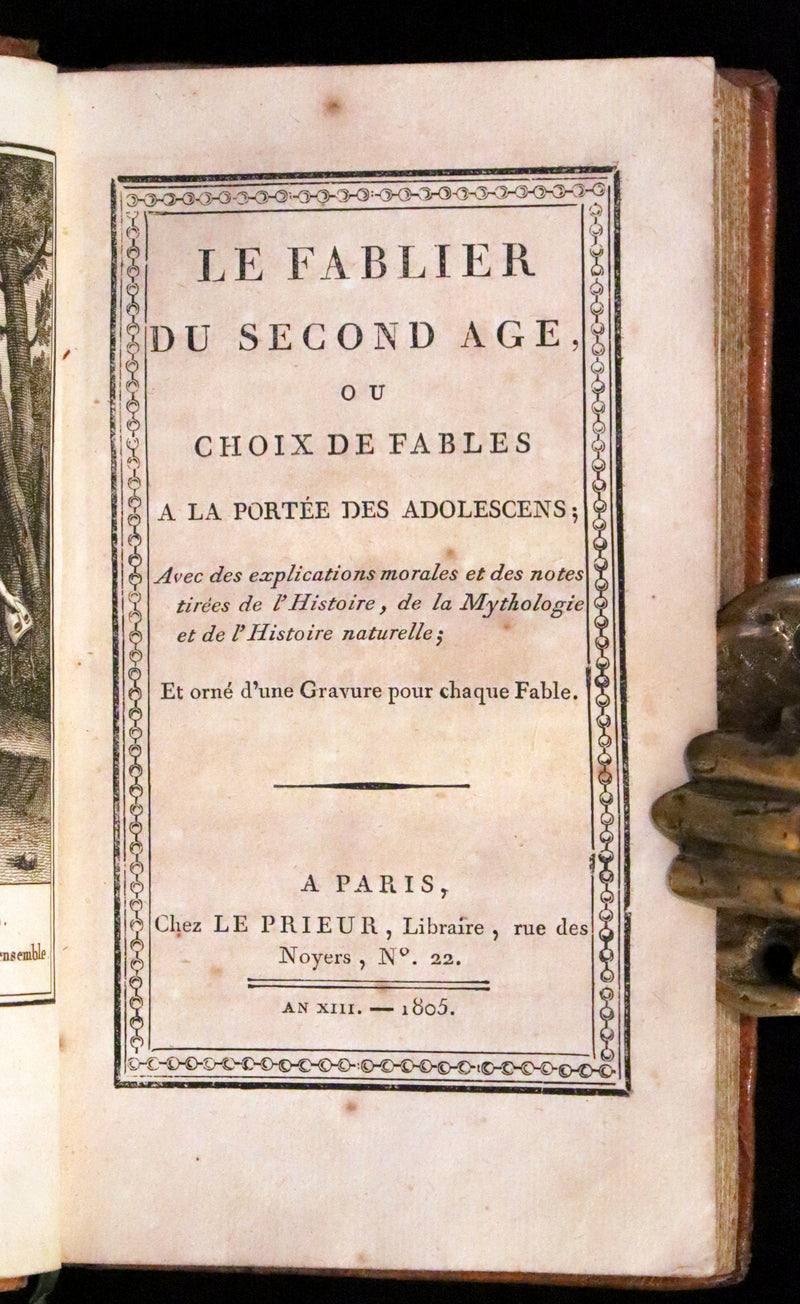 LE FABLIER
DU SECOND AGE,
OU
CHOIX DE FABLES
A LA PORTÉE DES ADOLESCENS;
Avec des explications morales et des notes
tirées de l'Histoire, de la Mythologie
et de l'Histoire naturelle;
Et orné d'une Gravure pour chaque Fable.
A PARIS,
Chez LE PRIEUR, Libraire, rue des
Noyers, N°. 22.
AN XIII. — 1805.